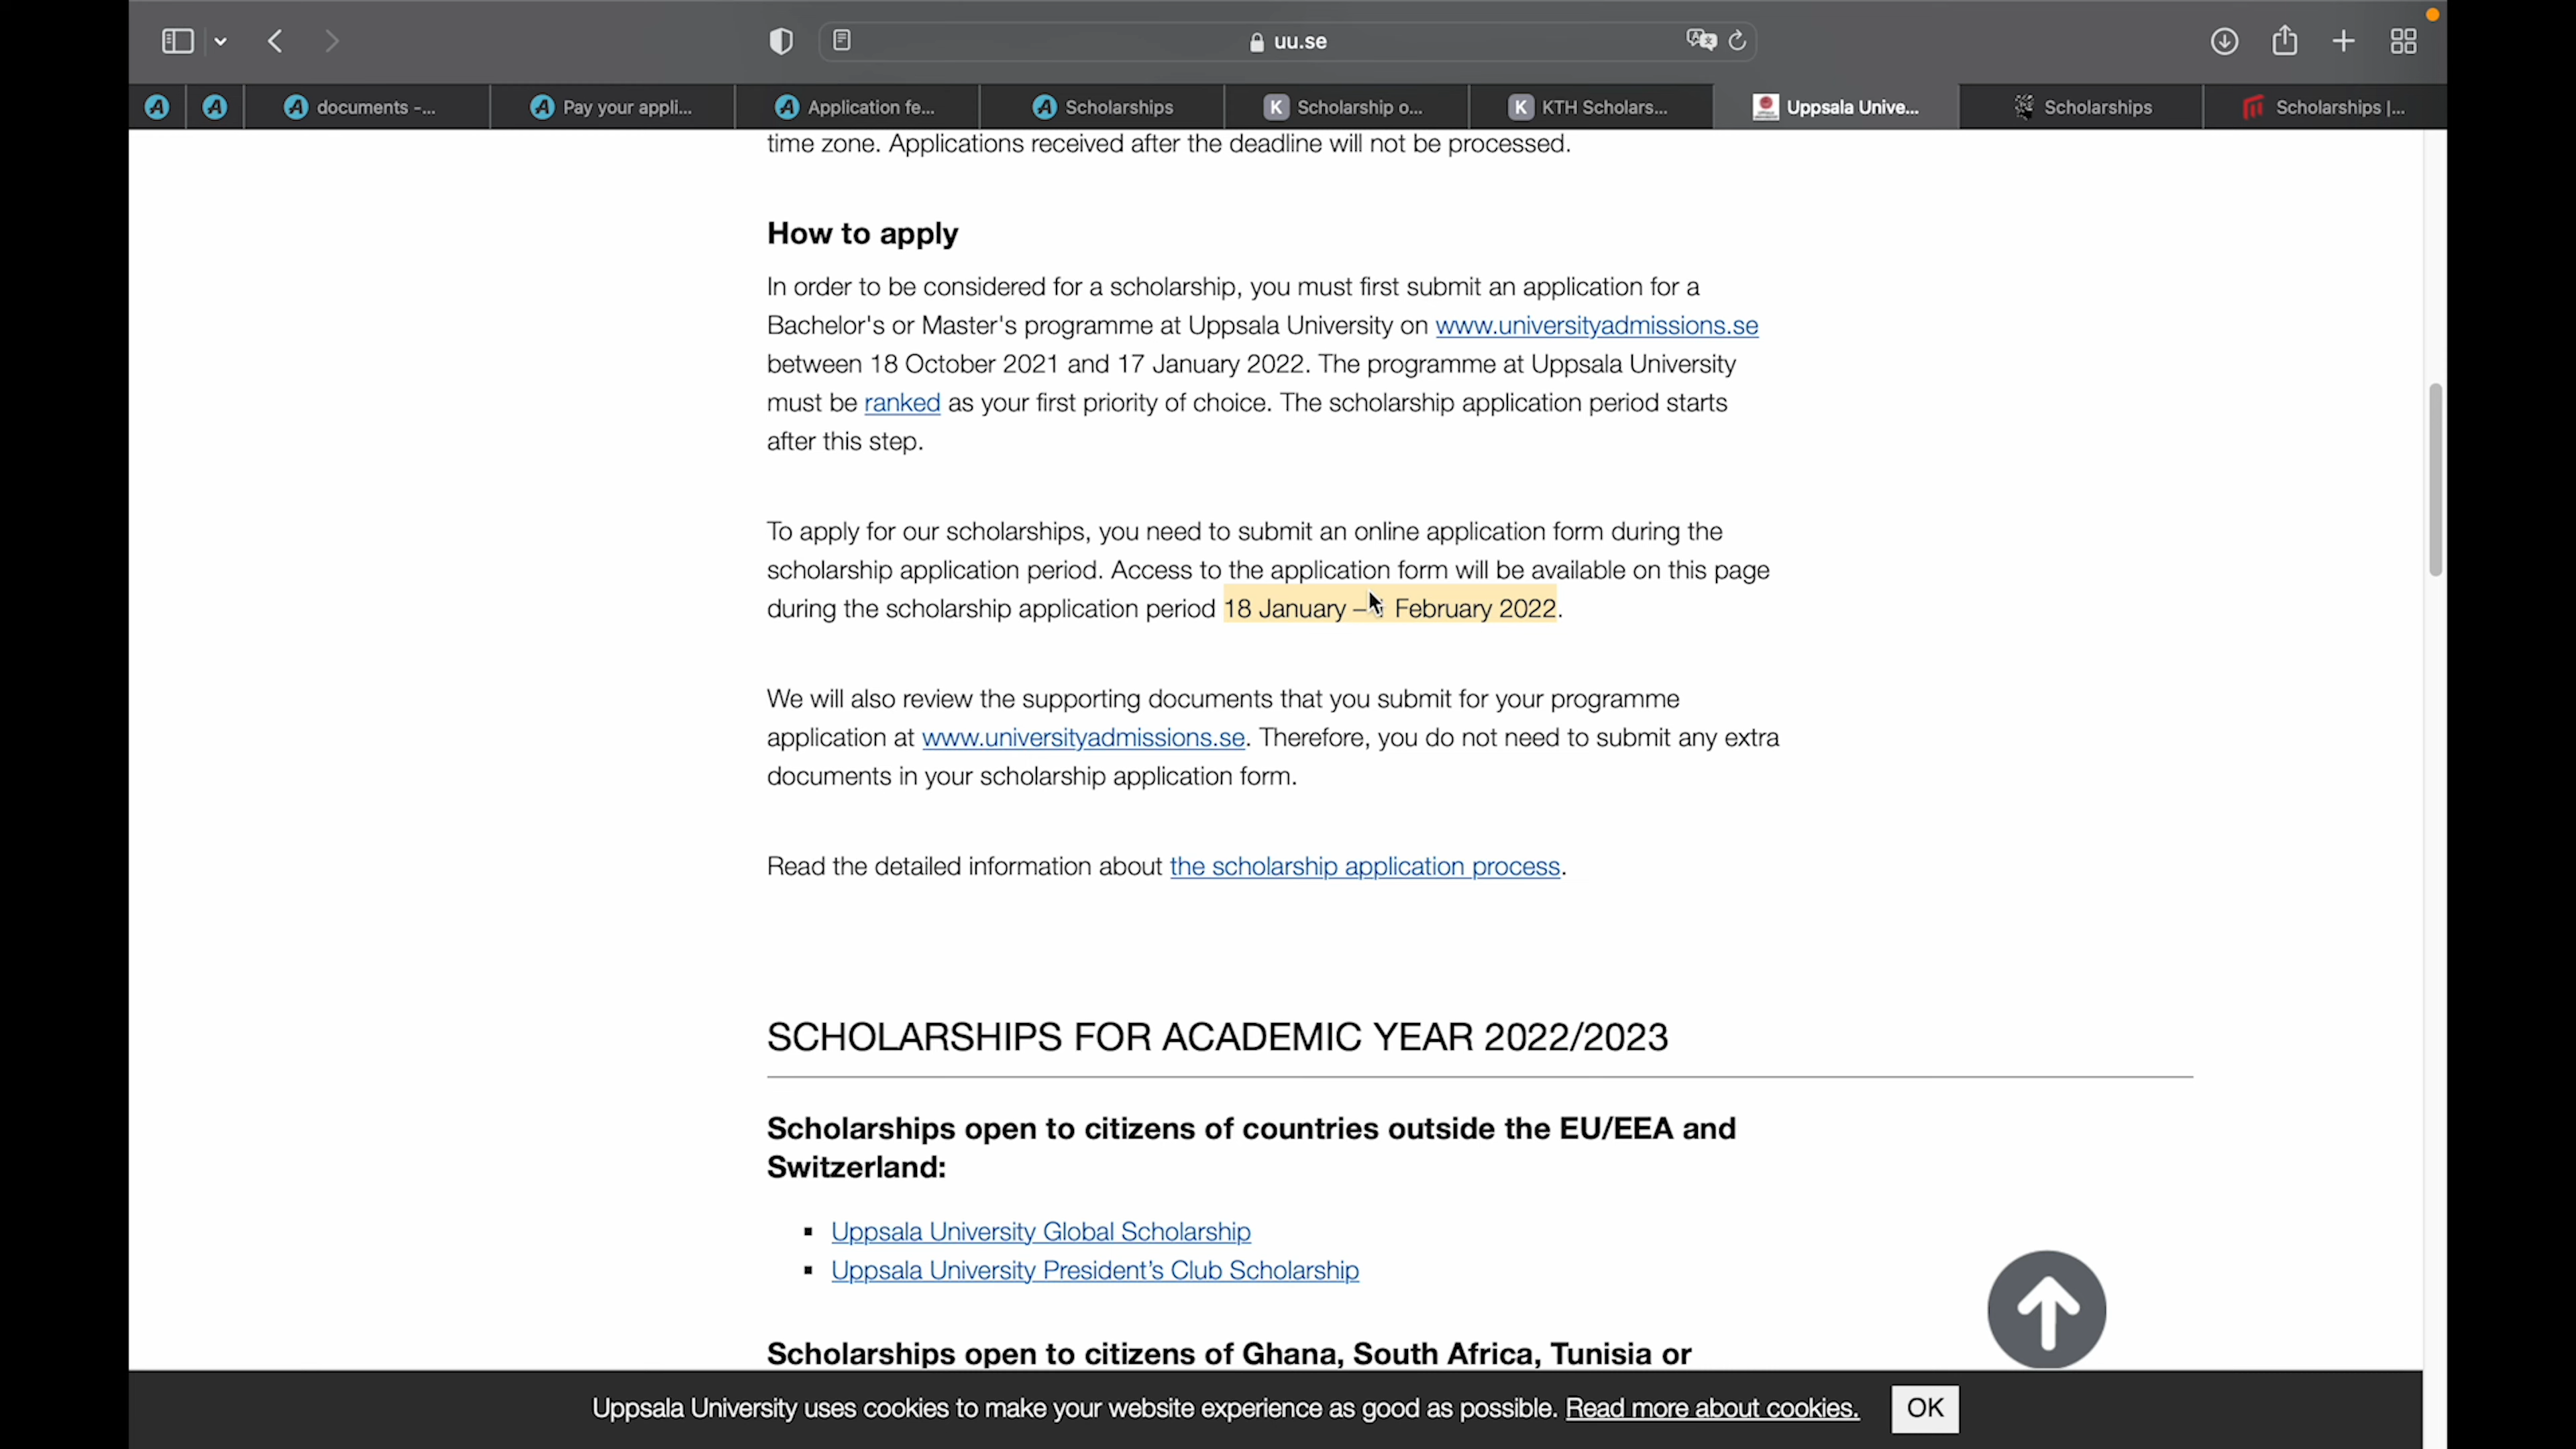 uu.se
documents -...
Pay your appli...
Application fe...
Scholarships
K Scholarship o...
K KTH Scholars...
Uppsala Unive...
Scholarships
Scholarships |...
time zone. Applications received after the deadline will not be processed.
How to apply
In order to be considered for a scholarship, you must first submit an application for a
Bachelor's or Master's programme at Uppsala University on www.universityadmissions.se
between 18 October 2021 and 17 January 2022. The programme at Uppsala University
must be ranked as your first priority of choice. The scholarship application period starts
after this step.
To apply for our scholarships, you need to submit an online application form during the
scholarship application period. Access to the application form will be available on this page
during the scholarship application period 18 January – February 2022.
We will also review the supporting documents that you submit for your programme
application at www.universityadmissions.se. Therefore, you do not need to submit any extra
documents in your scholarship application form.
Read the detailed information about the scholarship application process.
SCHOLARSHIPS FOR ACADEMIC YEAR 2022/2023
Scholarships open to citizens of countries outside the EU/EEA and
Switzerland:
▪ Uppsala University Global Scholarship
▪ Uppsala University President’s Club Scholarship
Scholarships open to citizens of Ghana, South Africa, Tunisia or
Uppsala University uses cookies to make your website experience as good as possible. Read more about cookies. OK